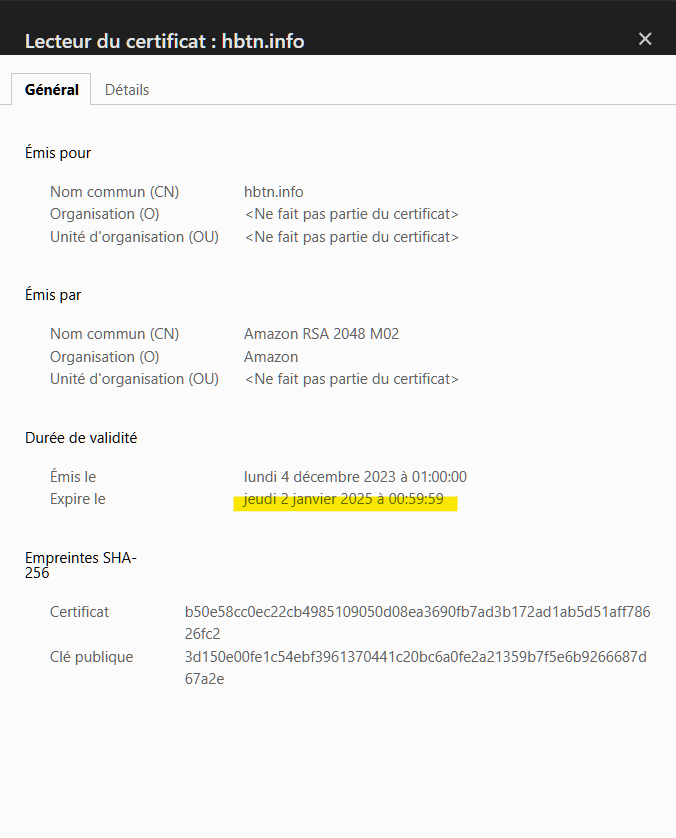 Lecteur du certificat : hbtn.info
Général Détails
Émis pour
Nom commun (CN) hbtn.info
Organisation (O) <Ne fait pas partie du certificat>
Unité d'organisation (OU) <Ne fait pas partie du certificat>
Émis par
Nom commun (CN) Amazon RSA 2048 M02
Organisation (O) Amazon
Unité d'organisation (OU) <Ne fait pas partie du certificat>
Durée de validité
Émis le lundi 4 décembre 2023 à 01:00:00
Expire le jeudi 2 janvier 2025 à 00:59:59
Empreintes SHA-
256
Certificat b50e58cc0ec22cb4985109050d08ea3690fb7ad3b172ad1ab5d51aff786
26fc2
Clé publique 3d150e00fe1c54ebf3961370441c20bc6a0fe2a21359b7f5e6b9266687d
67a2e